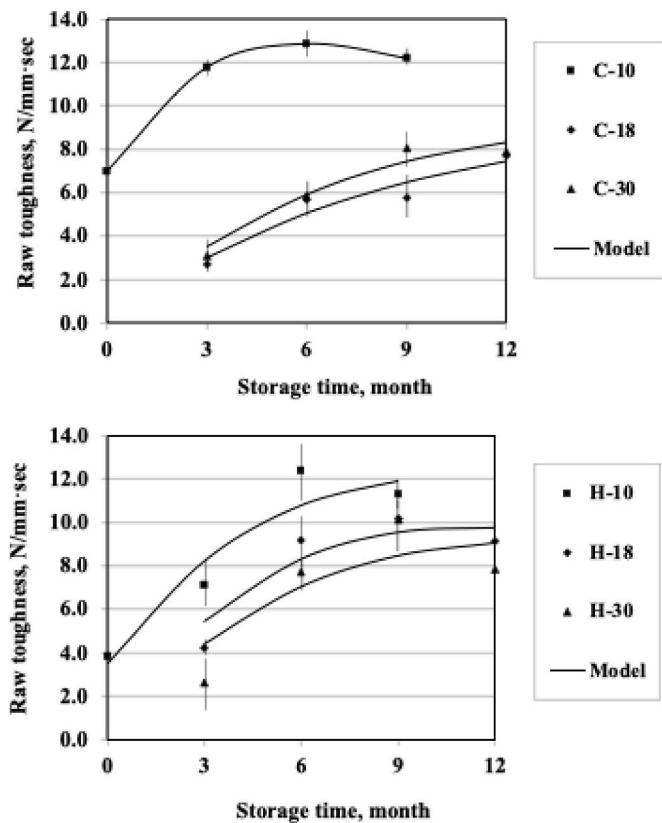 14.0
12.0
10.0
8.0
6.0
4.0
2.0
0.0
0
3
6
9
12
Raw toughness, N/mm·sec
Storage time, month
C-10
C-18
C-30
Model
14.0
12.0
10.0
8.0
6.0
4.0
2.0
0.0
0
3
6
9
12
Raw toughness, N/mm·sec
Storage time, month
H-10
H-18
H-30
Model